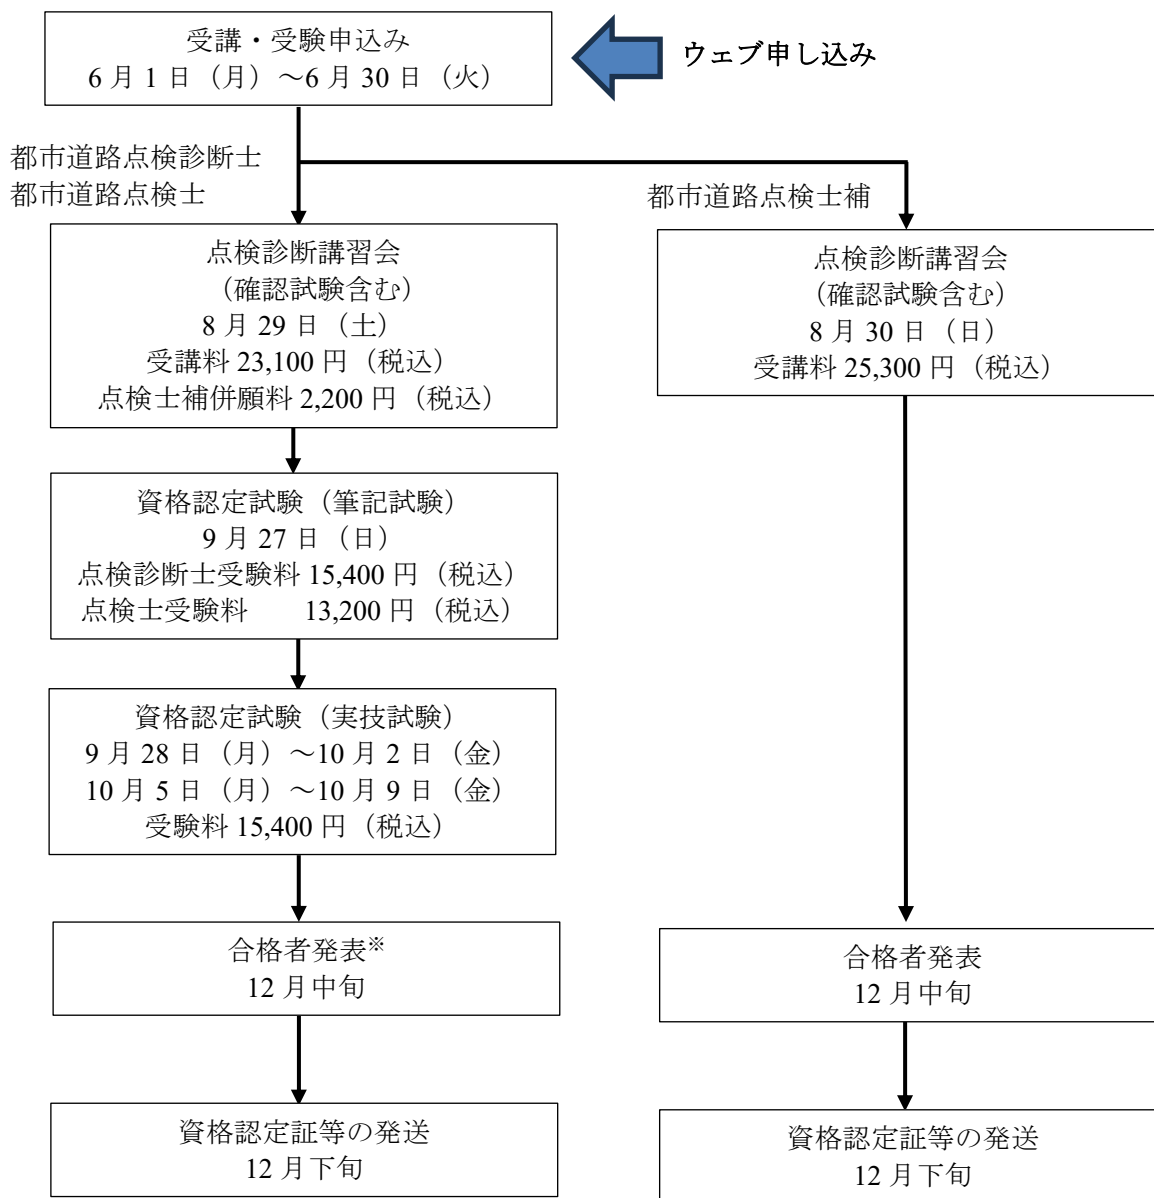 受講・受験申込み
6 月 1 日（月）～6 月 30 日（火）
ウェブ申し込み
都市道路点検診断士
都市道路点検士
都市道路点検士補
点検診断講習会
（確認試験含む）
8 月 29 日（土）
受講料 23,100 円（税込）
点検士補併願料 2,200 円（税込）
点検診断講習会
（確認試験含む）
8 月 30 日（日）
受講料 25,300 円（税込）
資格認定試験（筆記試験）
9 月 27 日（日）
点検診断士受験料 15,400 円（税込）
点検士受験料　　13,200 円（税込）
資格認定試験（実技試験）
9 月 28 日（月）～10 月 2 日（金）
10 月 5 日（月）～10 月 9 日（金）
受験料 15,400 円（税込）
合格者発表※
12 月中旬
合格者発表
12 月中旬
資格認定証等の発送
12 月下旬
資格認定証等の発送
12 月下旬